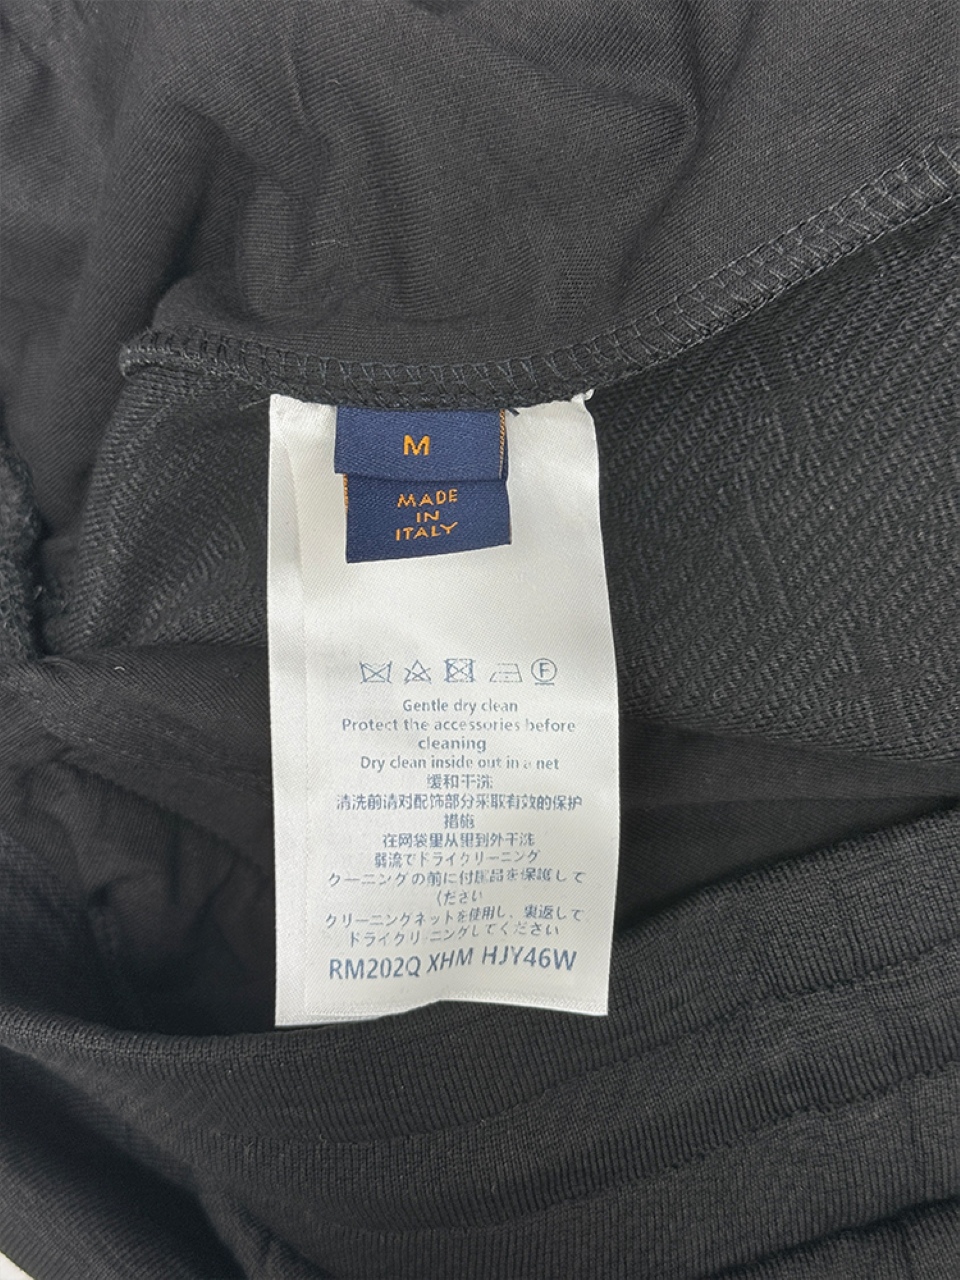 M
MADE
IN
ITALY
F
Gentle dry clean
Protect the accessories before
cleaning
Dry clean inside out in a net
缓和干洗
清洗前请对配饰部分采取有效的保护
措施
在网袋里从里到外干洗
弱流でドライクリーニング
クーニングの前に付属品を保護して
ください
クリーニングネットを使用し、裏返して
ドライクリ ニングしてください
RM202Q XHM HJY46W